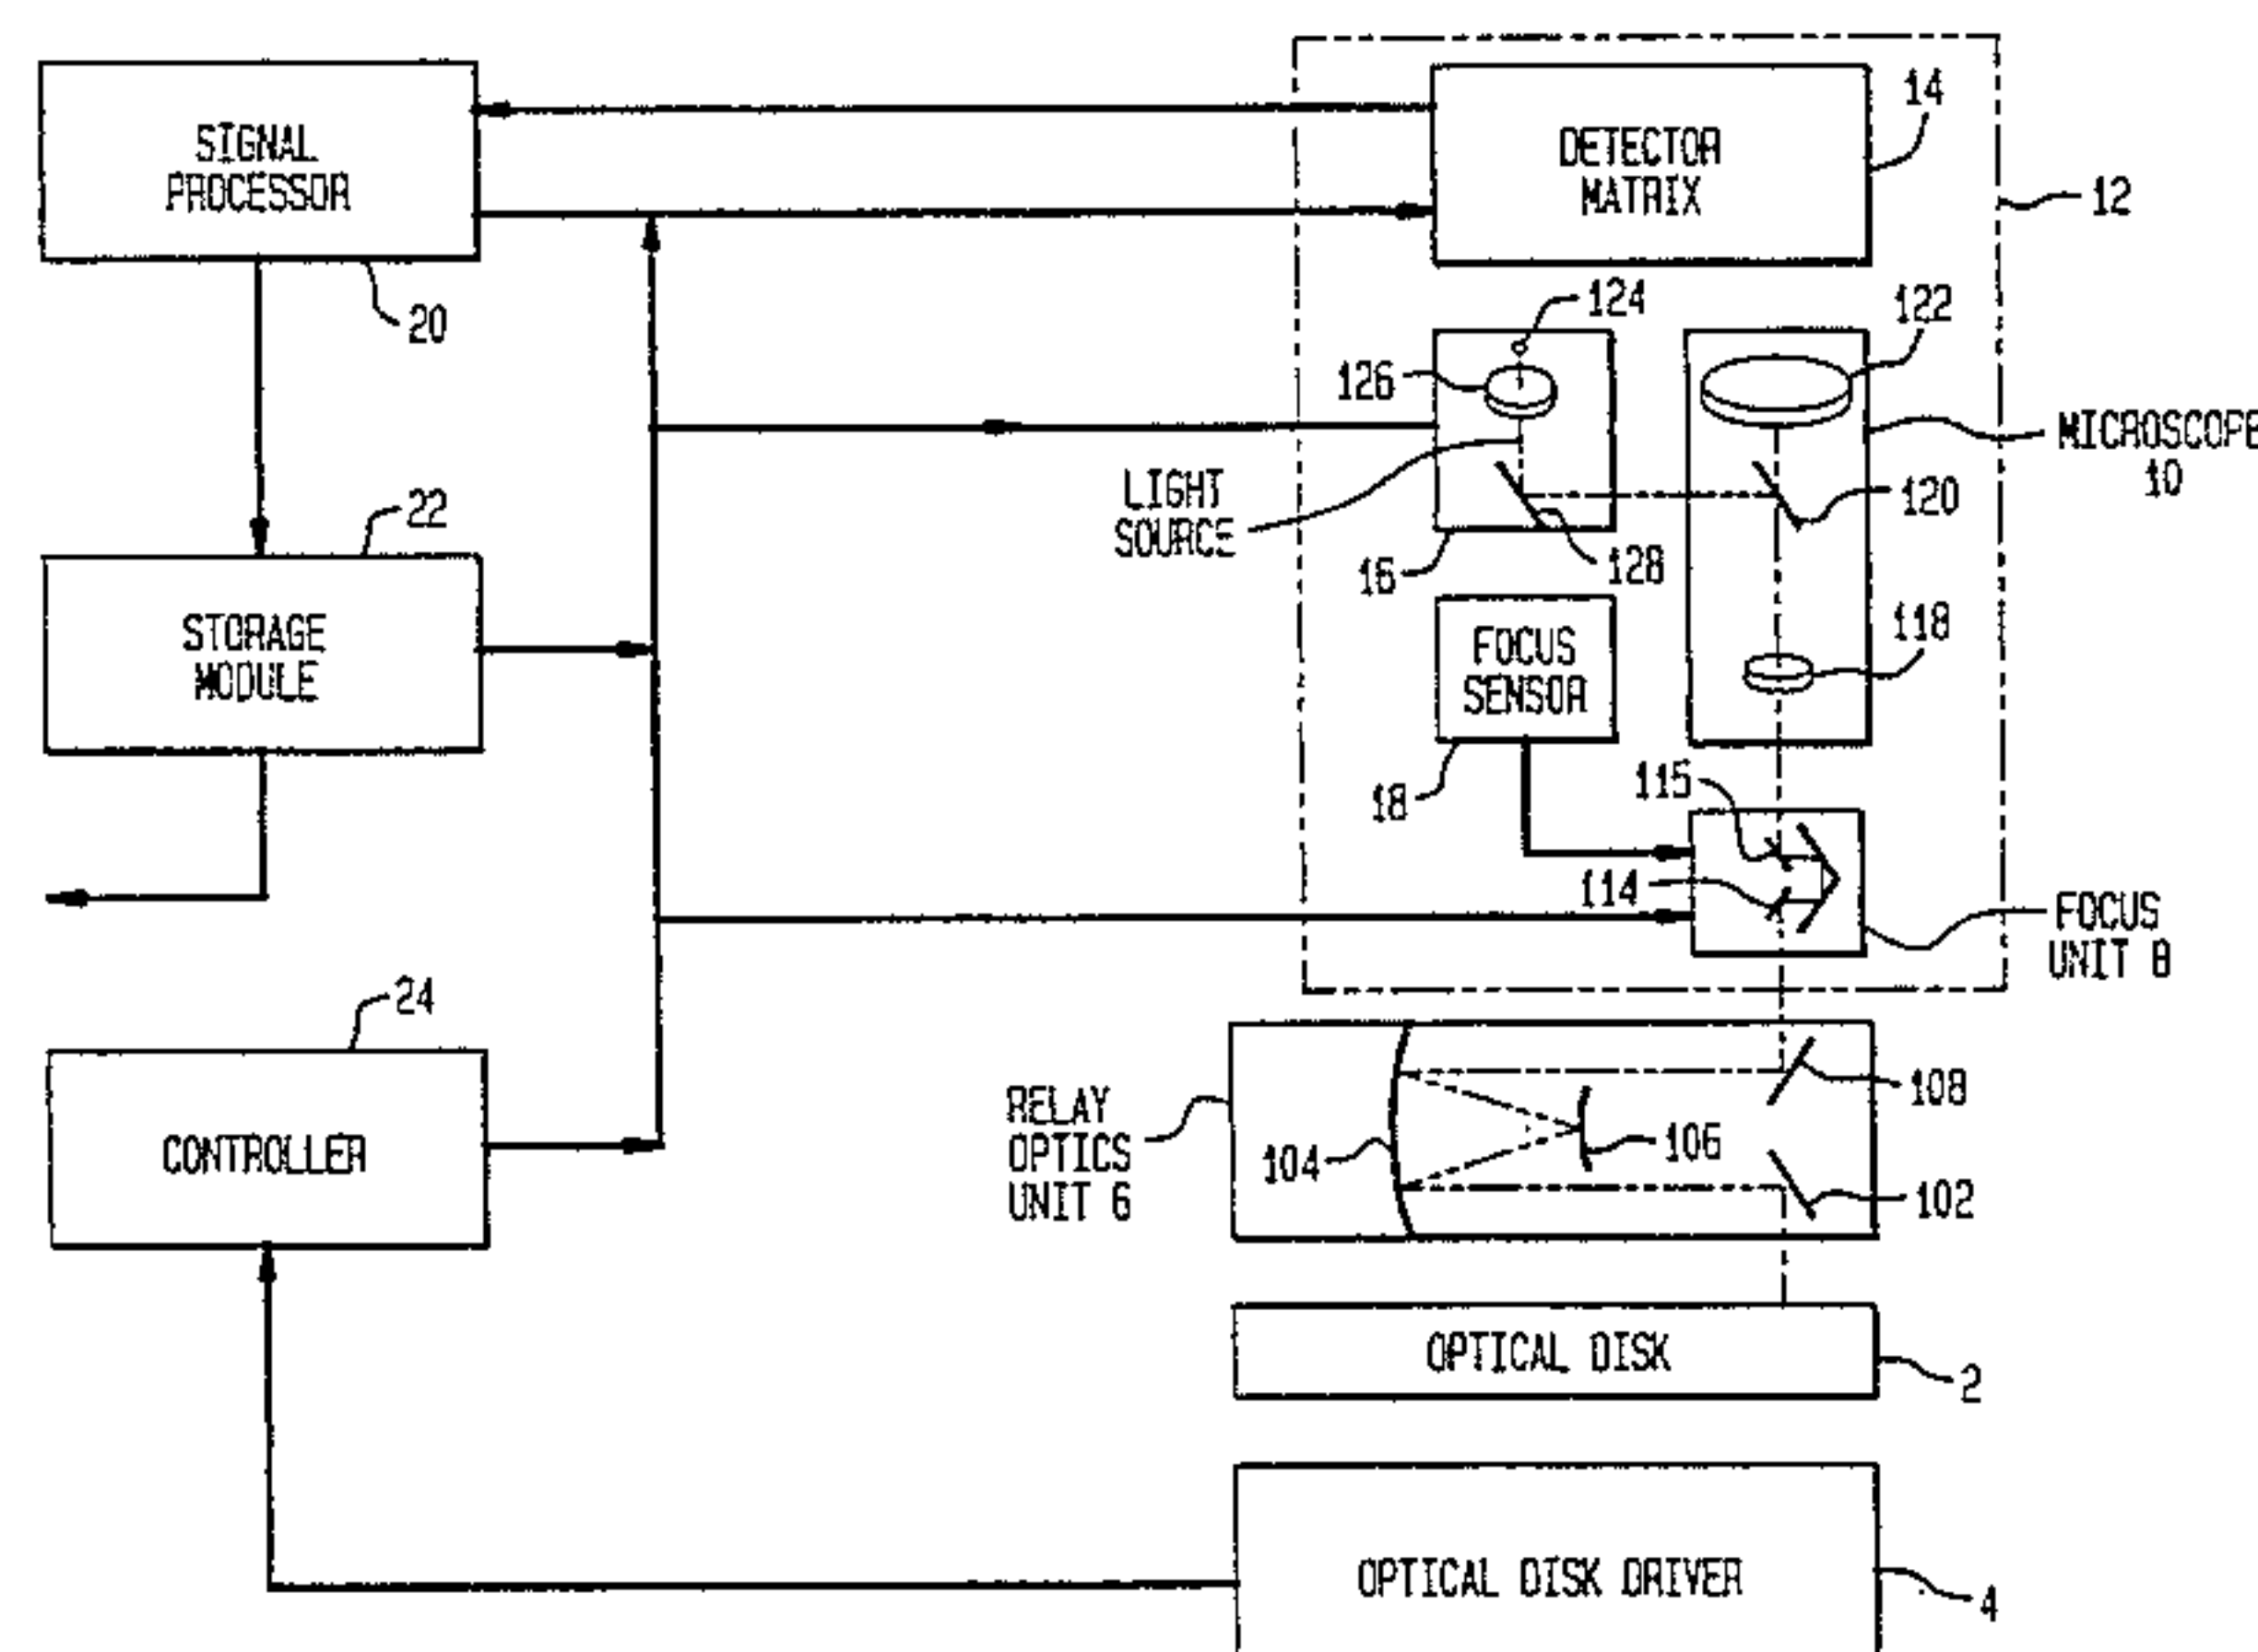 SIGNAL
PROCESSOR
20
DETECTOR
MATRIX
14
12
124
126
122
LIGHT
SOURCE
16
128
MICROSCOPE
10
120
118
22
STORAGE
MODULE
FOCUS
SENSOR
18
115
114
FOCUS
UNIT 8
24
CONTROLLER
RELAY
OPTICS
UNIT 6
104
106
108
102
OPTICAL DISK
2
OPTICAL DISK DRIVER
4